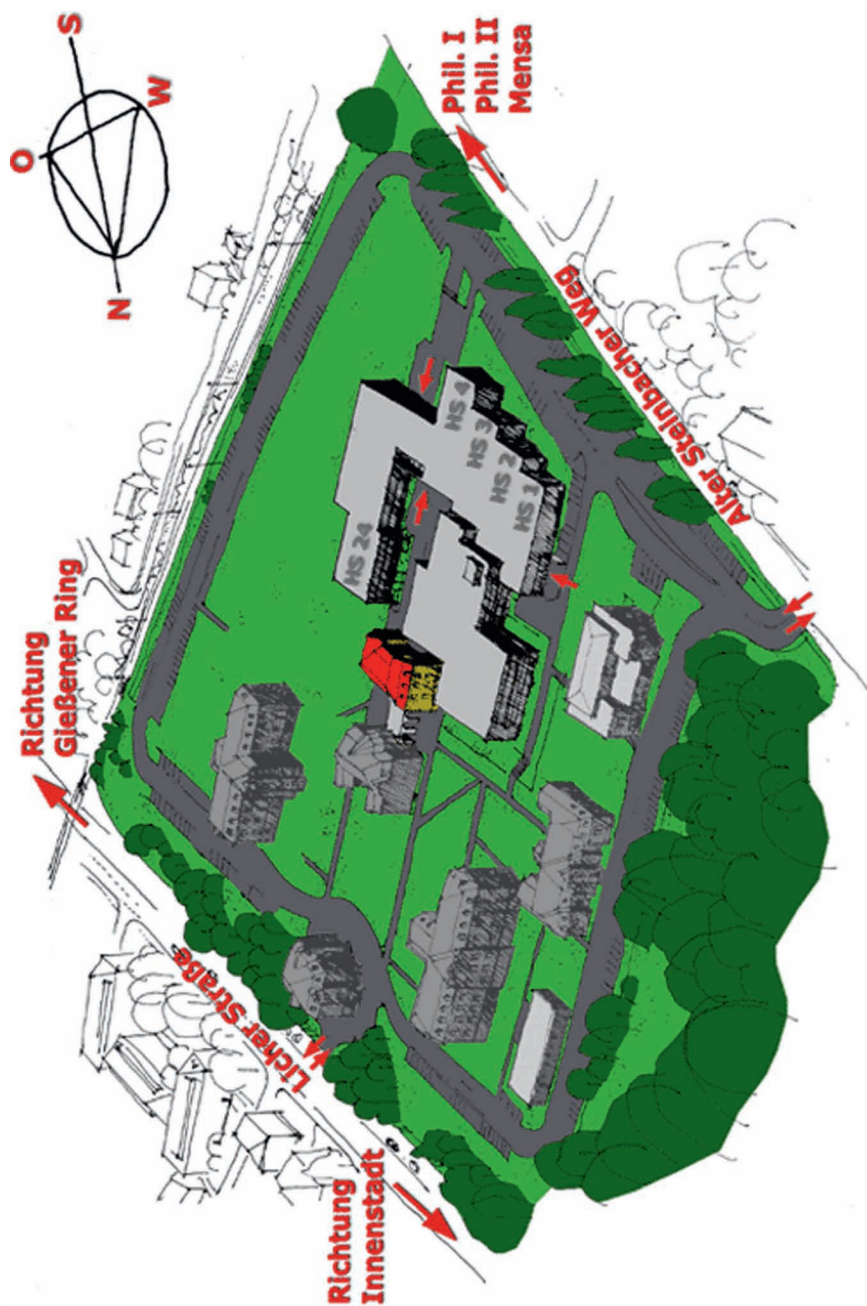 S
O
W
N
Phil. I
Phil. II
Mensa
Alter Steinbacher Weg
HS 4
HS 3
HS 2
HS 1
HS 24
Richtung
Gießener Ring
Licher Straße
Richtung
Innenstadt